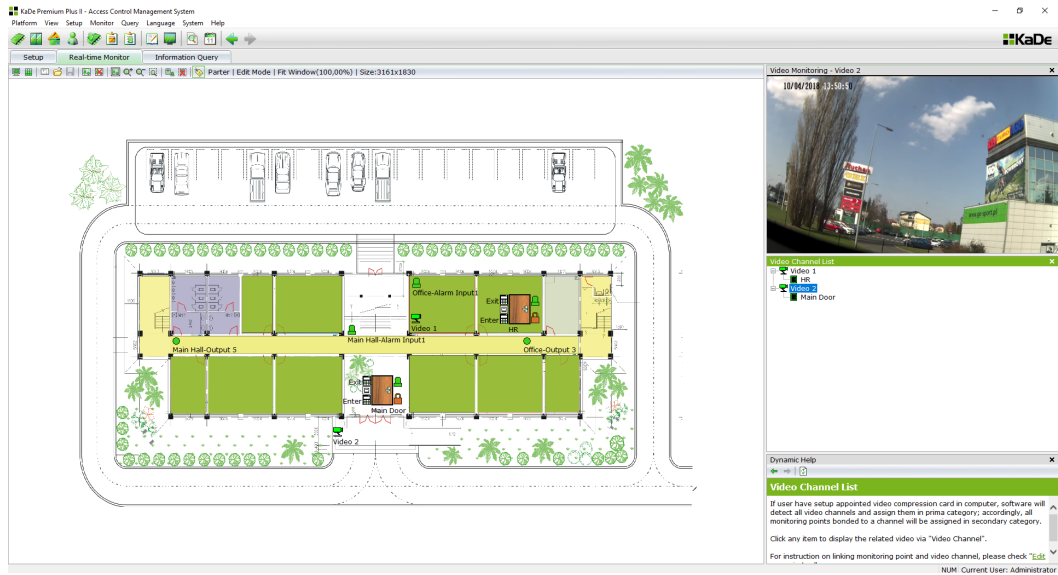 KaDe Premium Plus II - Access Control Management System
Platform View Setup Monitor Query Language System Help
KaDe
Setup Real-time Monitor Information Query
Parter | Edit Mode | Fit Window(100,00%) | Size:3161x1830
Video Monitoring - Video 2
10/04/2018 13:50:5
Auchan
www.go-sport.pl
Video Channel List
Video 1
HR
Video 2
Main Door
Office-Alarm Input1
Exit
Enter
HR
Video 1
Main Hall-Alarm Input1
Main Hall-Output 5
Office-Output 3
Exit
Enter
Main Door
Video 2
Dynamic Help
Video Channel List
If user have setup appointed video compression card in computer, software will
detect all video channels and assign them in prima category; accordingly, all
monitoring points bonded to a channel will be assigned in secondary category.
Click any item to display the related video via "Video Channel".
For instruction on linking monitoring point and video channel, please check "Edit
NUM Current User: Administrator